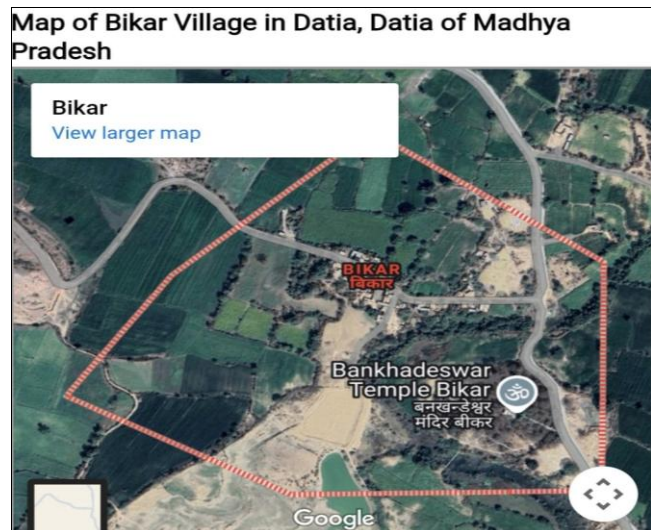 Map of Bikar Village in Datia, Datia of Madhya
Pradesh
Bikar
View larger map
BIKAR
बिकार
Bankhadeswar
Temple Bikar
बनखन्डेश्वर
मंदिर बीकर
Google